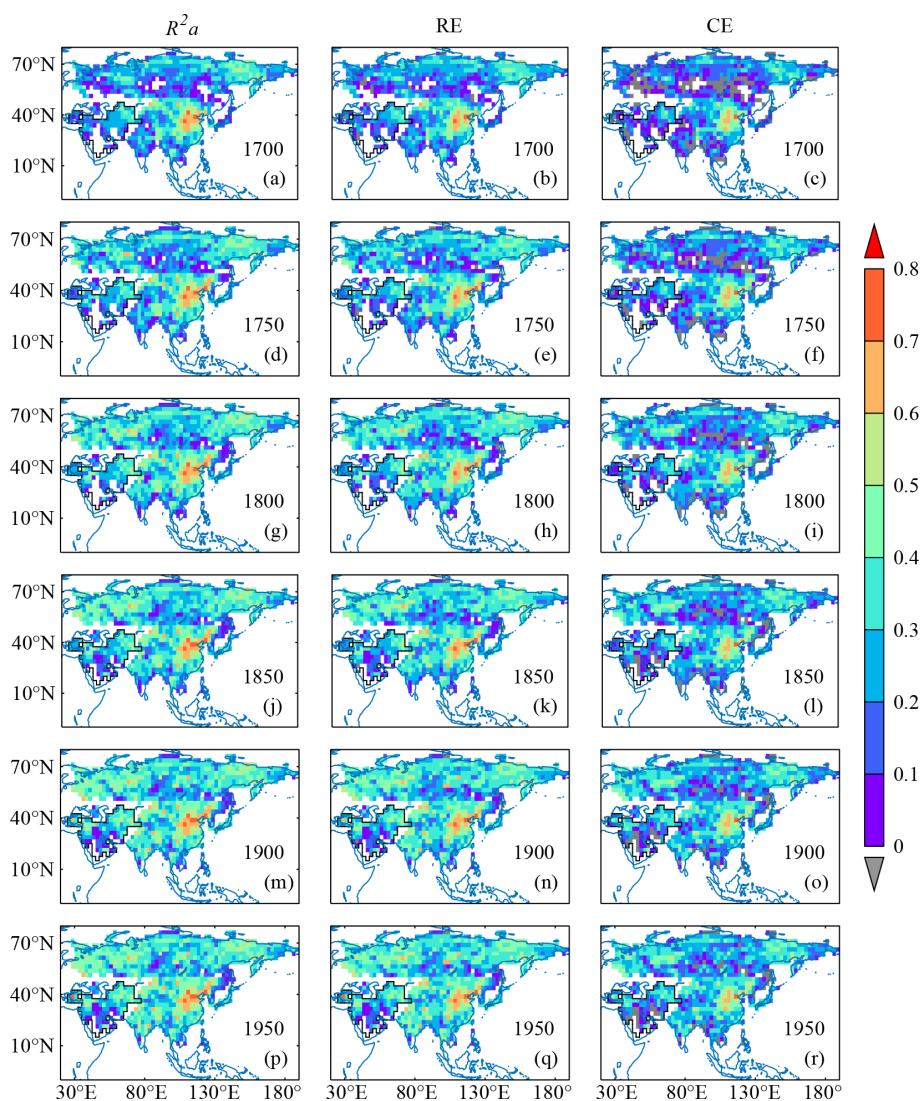 R²a RE CE
70°N
40°N
10°N
1700 1700 1700
(a) (b) (c)
70°N
40°N
10°N
1750 1750 1750
(d) (e) (f)
0.8
0.7
0.6
0.5
0.4
0.3
0.2
0.1
0
70°N
40°N
10°N
1800 1800 1800
(g) (h) (i)
70°N
40°N
10°N
1850 1850 1850
(j) (k) (l)
70°N
40°N
10°N
1900 1900 1900
(m) (n) (o)
70°N
40°N
10°N
1950 1950 1950
(p) (q) (r)
30°E 80°E 130°E 180° 30°E 80°E 130°E 180° 30°E 80°E 130°E 180°